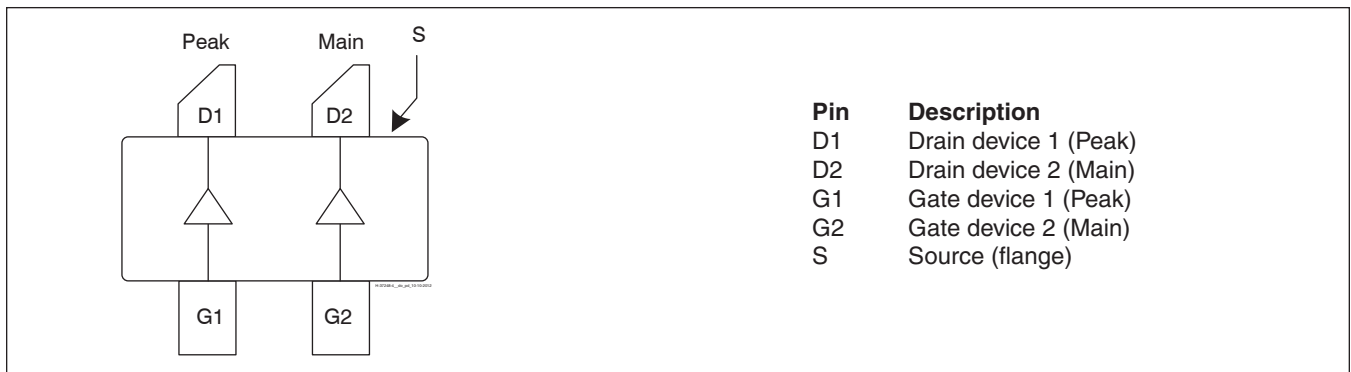 Peak Main S
D1 D2
G1 G2
Pin Description
D1 Drain device 1 (Peak)
D2 Drain device 2 (Main)
G1 Gate device 1 (Peak)
G2 Gate device 2 (Main)
S Source (flange)